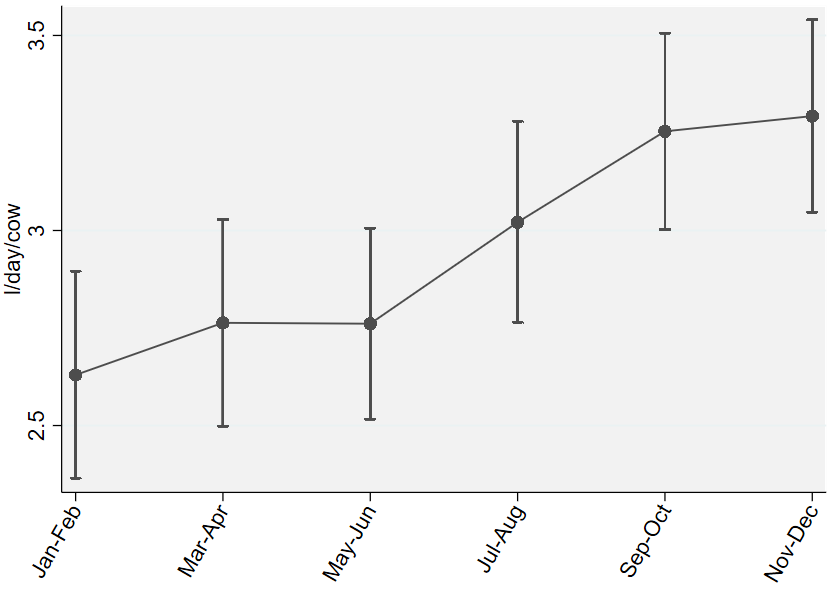 3.5
3
2.5
l/day/cow
Jan-Feb
Mar-Apr
May-Jun
Jul-Aug
Sep-Oct
Nov-Dec